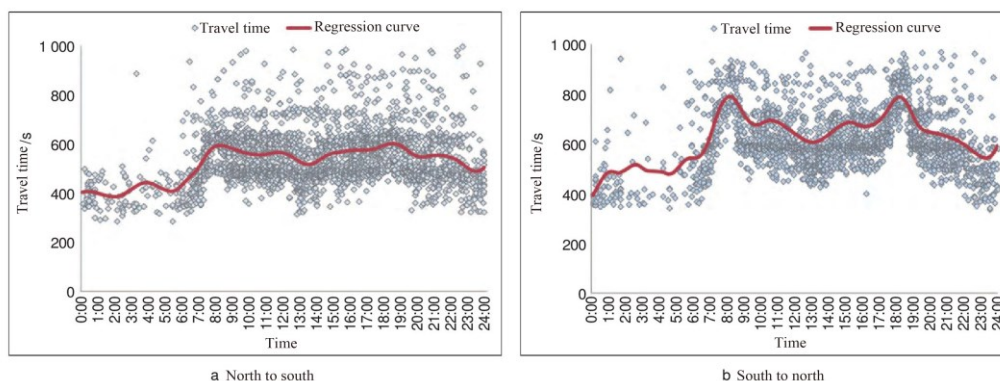 Travel time Regression curve
1 000
800
600
400
200
0
Travel time /s
0:00 1:00 2:00 3:00 4:00 5:00 6:00 7:00 8:00 9:00 10:00 11:00 12:00 13:00 14:00 15:00 16:00 17:00 18:00 19:00 20:00 21:00 22:00 23:00 24:00
Time
a North to south
Travel time Regression curve
1 000
800
600
400
200
0
Travel time /s
0:00 1:00 2:00 3:00 4:00 5:00 6:00 7:00 8:00 9:00 10:00 11:00 12:00 13:00 14:00 15:00 16:00 17:00 18:00 19:00 20:00 21:00 22:00 23:00 24:00
Time
b South to north